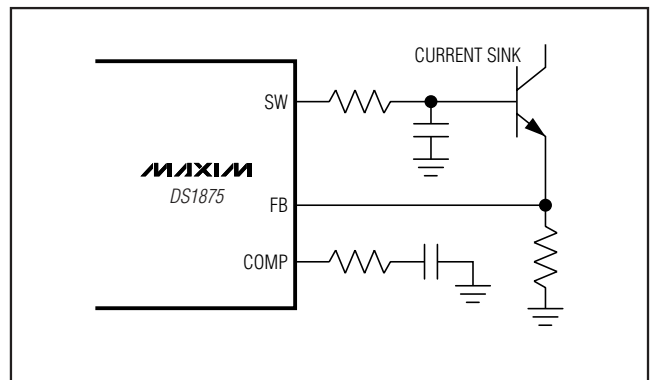 CURRENT SINK
SW
MAXIM
DS1875
FB
COMP